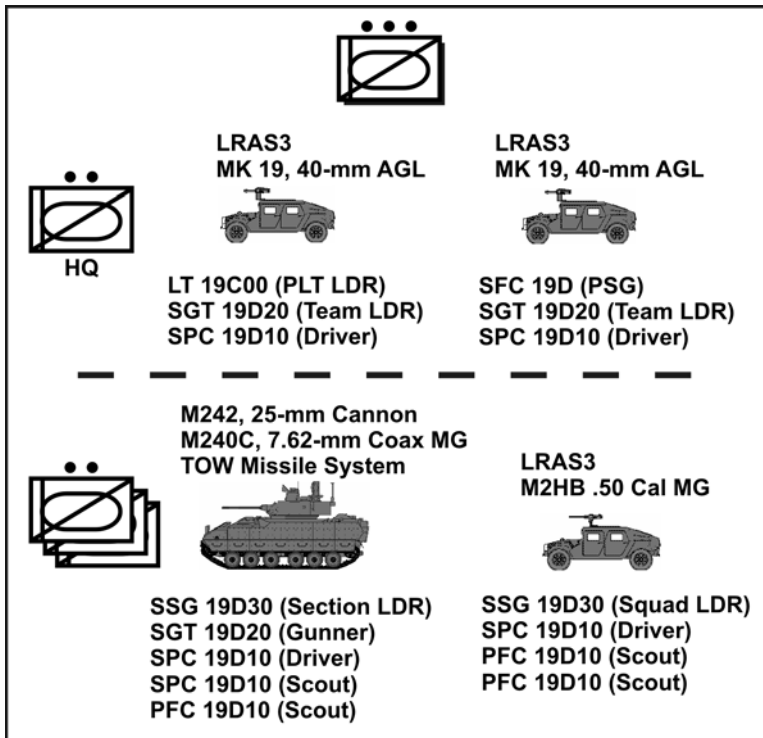 LRAS3
MK 19, 40-mm AGL
LRAS3
MK 19, 40-mm AGL
HQ
LT 19C00 (PLT LDR)
SGT 19D20 (Team LDR)
SPC 19D10 (Driver)
SFC 19D (PSG)
SGT 19D20 (Team LDR)
SPC 19D10 (Driver)
M242, 25-mm Cannon
M240C, 7.62-mm Coax MG
TOW Missile System
LRAS3
M2HB .50 Cal MG
SSG 19D30 (Section LDR)
SGT 19D20 (Gunner)
SPC 19D10 (Driver)
SPC 19D10 (Scout)
PFC 19D10 (Scout)
SSG 19D30 (Squad LDR)
SPC 19D10 (Driver)
PFC 19D10 (Scout)
PFC 19D10 (Scout)